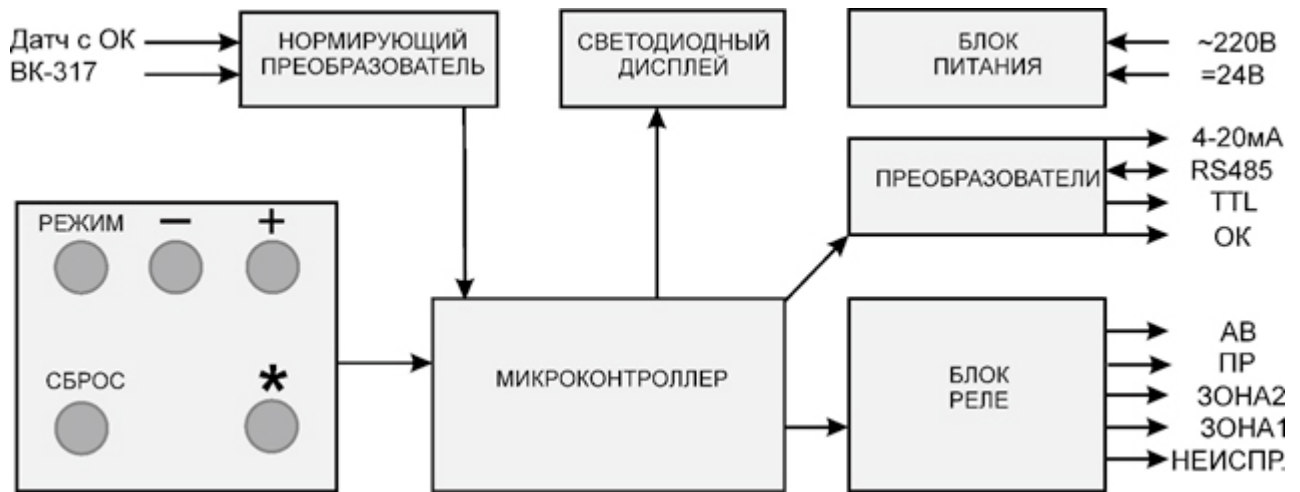 Датч с ОК
ВК-317
НОРМИРУЮЩИЙ
ПРЕОБРАЗОВАТЕЛЬ
СВЕТОДИОДНЫЙ
ДИСПЛЕЙ
БЛОК
ПИТАНИЯ
~220В
=24В
ПРЕОБРАЗОВАТЕЛИ
4-20мА
RS485
TTL
ОК
РЕЖИМ − +
СБРОС *
МИКРОКОНТРОЛЛЕР
БЛОК
РЕЛЕ
АВ
ПР
ЗОНА2
ЗОНА1
НЕИСПР.